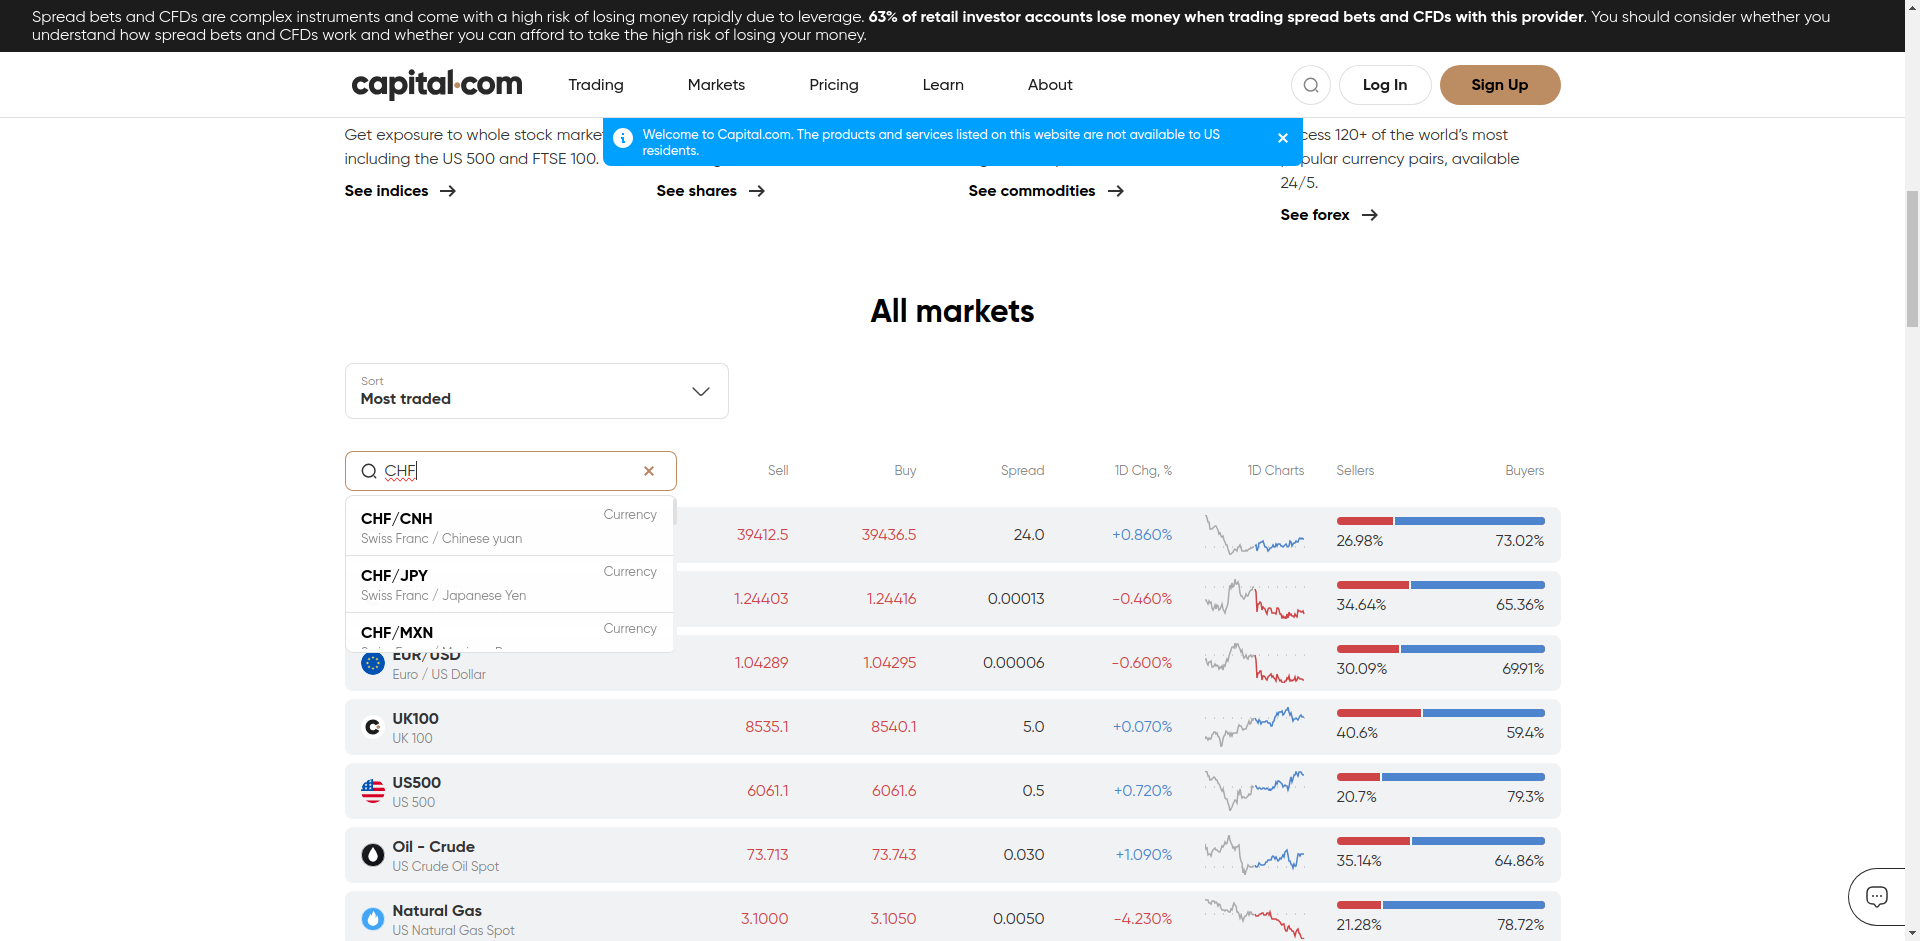 Spread bets and CFDs are complex instruments and come with a high risk of losing money rapidly due to leverage. 63% of retail investor accounts lose money when trading spread bets and CFDs with this provider. You should consider whether you
understand how spread bets and CFDs work and whether you can afford to take the high risk of losing your money.
capital.com Trading Markets Pricing Learn About Log In Sign Up
Welcome to Capital.com. The products and services listed on this website are not available to US
residents.
Get exposure to whole stock
including the US 500 and FTSE 100.
See indices
See shares
See commodities
120+ of the world's most
currency pairs, available
24/5.
See forex
All markets
Sort
Most traded
CHF Sell Buy Spread 1D Chg, % 1D Charts Sellers Buyers
CHF/CNH Currency
Swiss Franc / Chinese yuan
CHF/JPY Currency
Swiss Franc / Japanese Yen
CHF/MXN Currency
39412.5 39436.5 24.0 +0.860% 26.98% 73.02%
1.24403 1.24416 0.00013 -0.460% 34.64% 65.36%
EUR/USD
Euro / US Dollar
1.04289 1.04295 0.00006 -0.600% 30.09% 69.91%
UK100
UK 100
8535.1 8540.1 5.0 +0.070% 40.6% 59.4%
US500
US 500
6061.1 6061.6 0.5 +0.720% 20.7% 79.3%
Oil - Crude
US Crude Oil Spot
73.713 73.743 0.030 +1.090% 35.14% 64.86%
Natural Gas
US Natural Gas Spot
3.1000 3.1050 0.0050 -4.230% 21.28% 78.72%